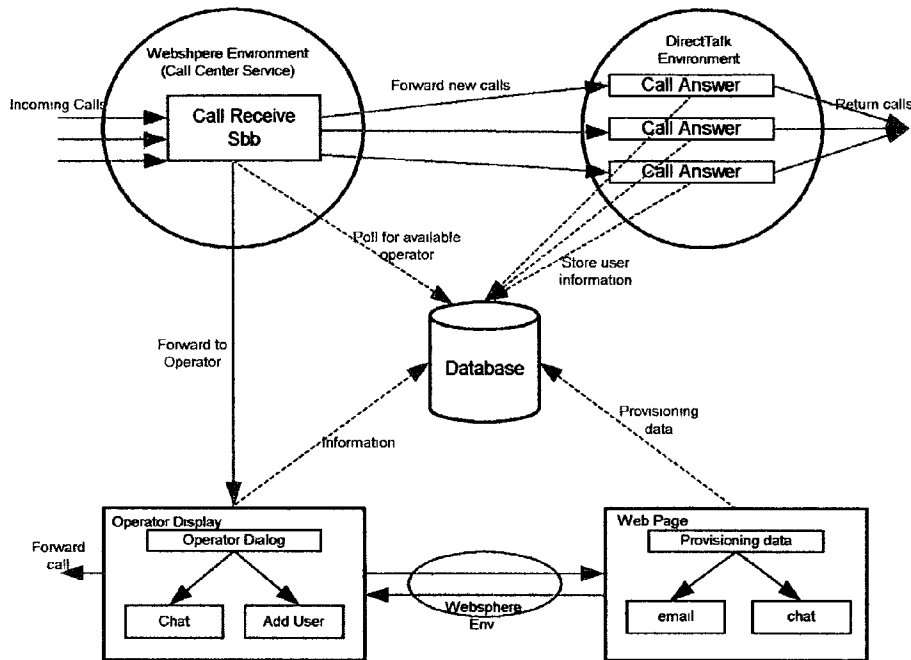 Webshpere Environment
(Call Center Service)
DirectTalk
Environment
Incoming Calls
Call Receive
Sbb
Forward new calls
Call Answer
Call Answer
Call Answer
Return calls
Poll for available
operator
Store user
information
Forward to
Operator
Database
Information
Provisioning
data
Operator Display
Operator Dialog
Chat
Add User
Forward
call
Websphere
Env
Web Page
Provisioning data
email
chat